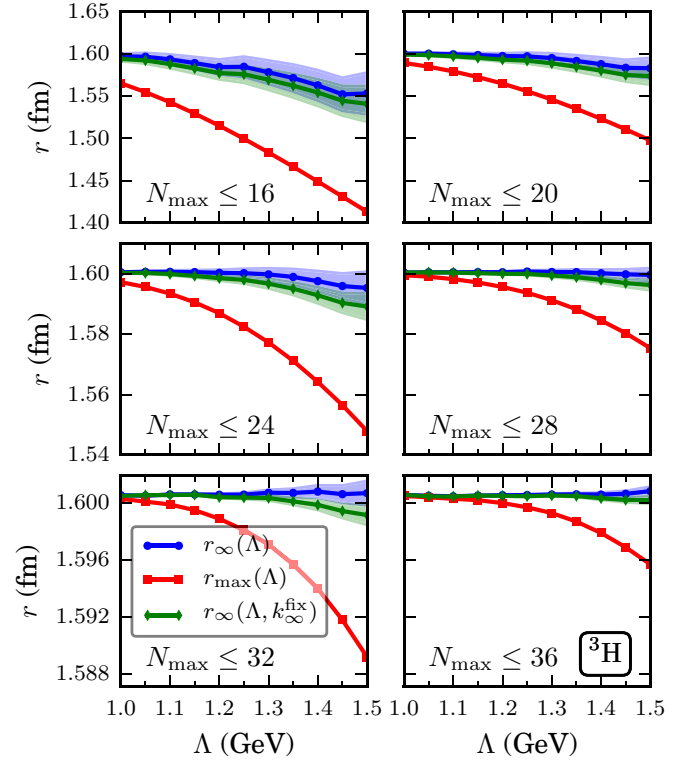 1.65
1.60
1.55
1.50
1.45
1.40
r (fm)
N_max ≤ 16
N_max ≤ 20
1.60
1.58
1.56
1.54
r (fm)
N_max ≤ 24
N_max ≤ 28
1.600
1.596
1.592
1.588
r (fm)
r_∞(Λ)
r_max(Λ)
r_∞(Λ, k_∞^fix)
N_max ≤ 32
N_max ≤ 36
³H
1.0 1.1 1.2 1.3 1.4 1.5
1.0 1.1 1.2 1.3 1.4 1.5
Λ (GeV)
Λ (GeV)